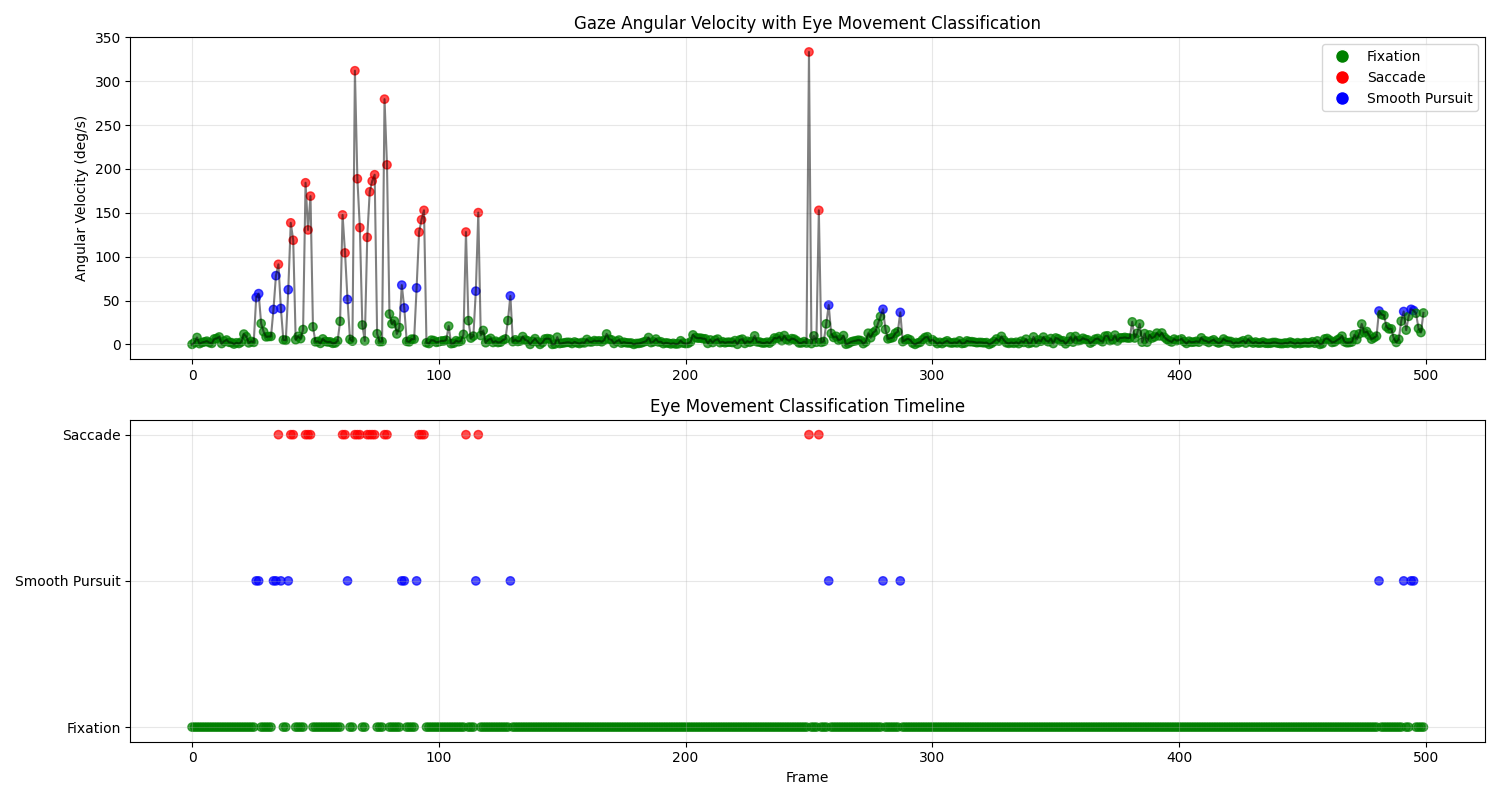 Gaze Angular Velocity with Eye Movement Classification
Angular Velocity (deg/s)
350
300
250
200
150
100
50
0
Fixation
Saccade
Smooth Pursuit
0 100 200 300 400 500
Eye Movement Classification Timeline
Saccade
Smooth Pursuit
Fixation
0 100 200 300 400 500
Frame